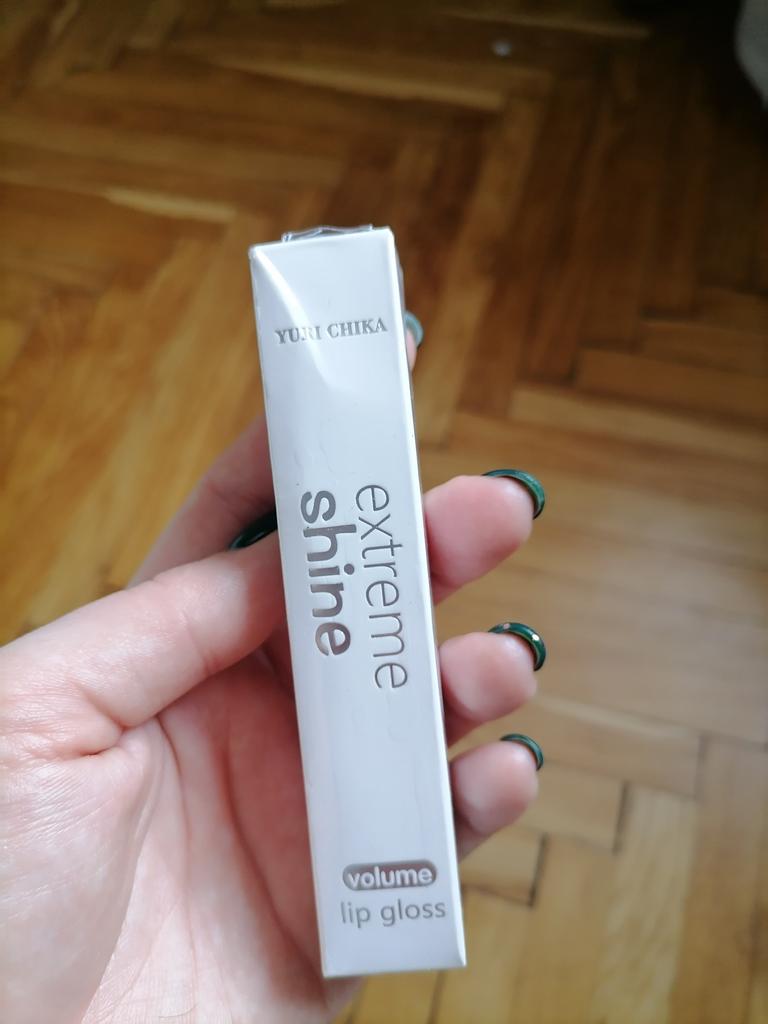 YURI CHIKA
extreme
shine
volume
lip gloss